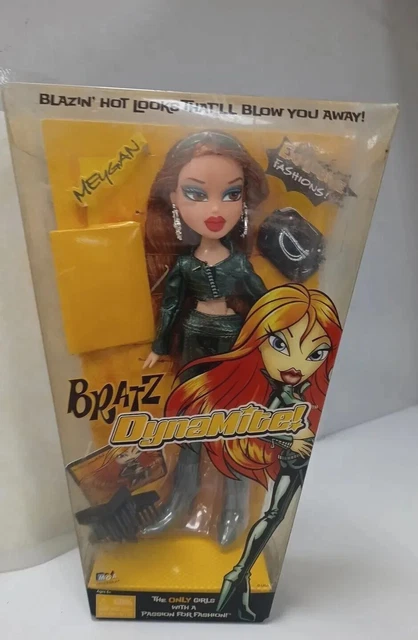 BLAZIN' HOT LOOKS THAT'LL BLOW YOU AWAY!
MEYGAN
FASHIONS!
BRATZ
DynaMite!
THE ONLY GIRLS
WITH A
PASSION FOR FASHION!